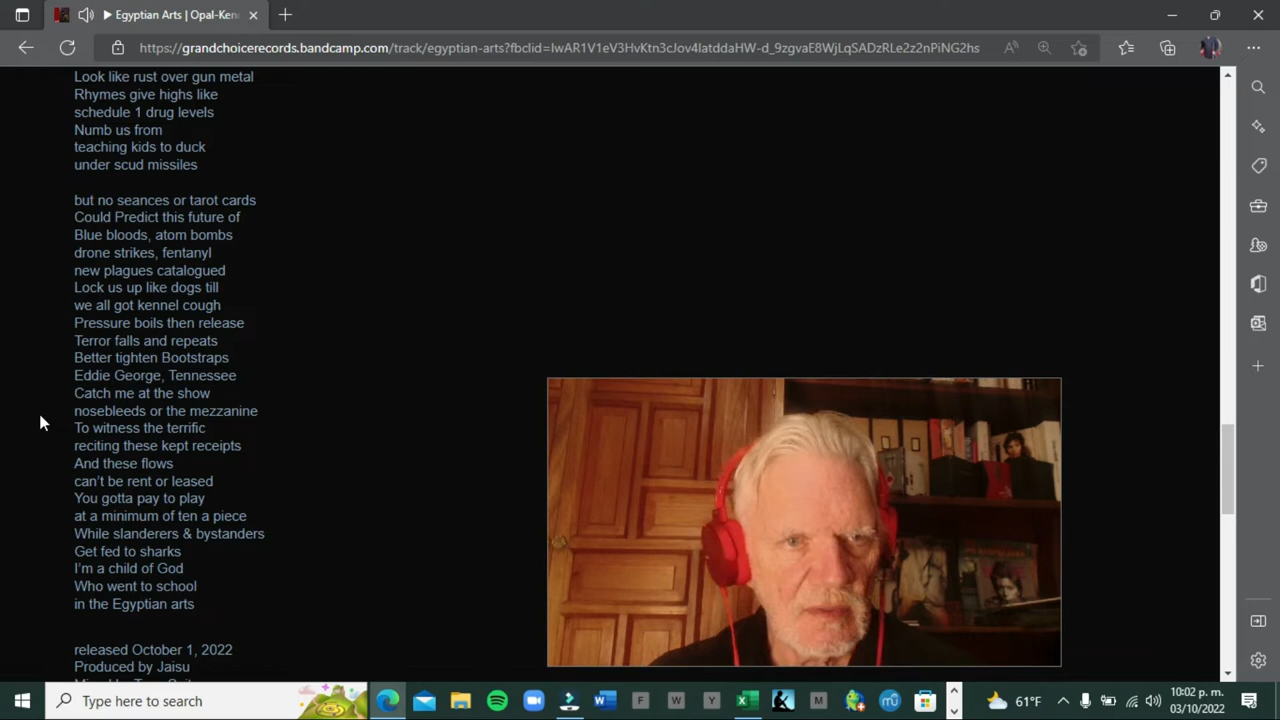 Egyptian Arts | Opal-Ken
https://grandchoicerecords.bandcamp.com/track/egyptian-arts?fbclid=IwAR1V1eV3HvKtn3cJov4IatddaHW-d_9zgvaE8WjLqSADzRLe2z2nPiNG2hs
Look like rust over gun metal
Rhymes give highs like
schedule 1 drug levels
Numb us from
teaching kids to duck
under scud missiles
but no seances or tarot cards
Could Predict this future of
Blue bloods, atom bombs
drone strikes, fentanyl
new plagues catalogued
Lock us up like dogs till
we all got kennel cough
Pressure boils then release
Terror falls and repeats
Better tighten Bootstraps
Eddie George, Tennessee
Catch me at the show
nosebleeds or the mezzanine
To witness the terrific
reciting these kept receipts
And these flows
can't be rent or leased
You gotta pay to play
at a minimum of ten a piece
While slanderers & bystanders
Get fed to sharks
I'm a child of God
Who went to school
in the Egyptian arts
released October 1, 2022
Produced by Jaisu
Type here to search
F
W
Y
M
61°F
10:02 p. m.
03/10/2022